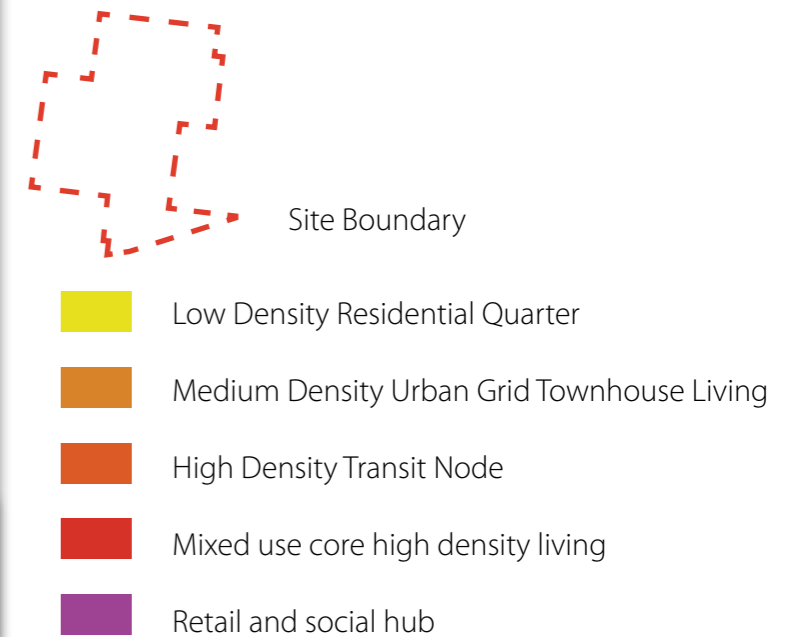 Site Boundary
Low Density Residential Quarter
Medium Density Urban Grid Townhouse Living
High Density Transit Node
Mixed use core high density living
Retail and social hub